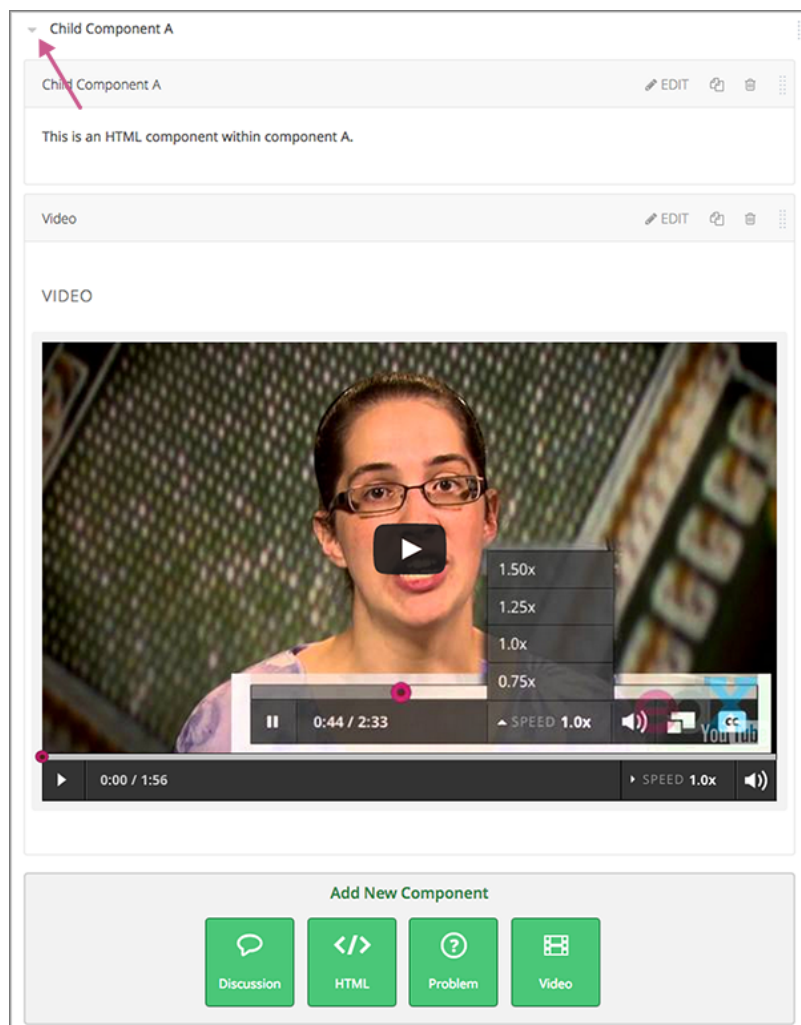 Child Component A
Child Component A EDIT
This is an HTML component within component A.
Video EDIT
VIDEO
1.50x
1.25x
1.0x
0.75x
0:44 / 2:33 SPEED 1.0x CC
edX
YouTube
0:00 / 1:56 SPEED 1.0x
Add New Component
Discussion HTML Problem Video